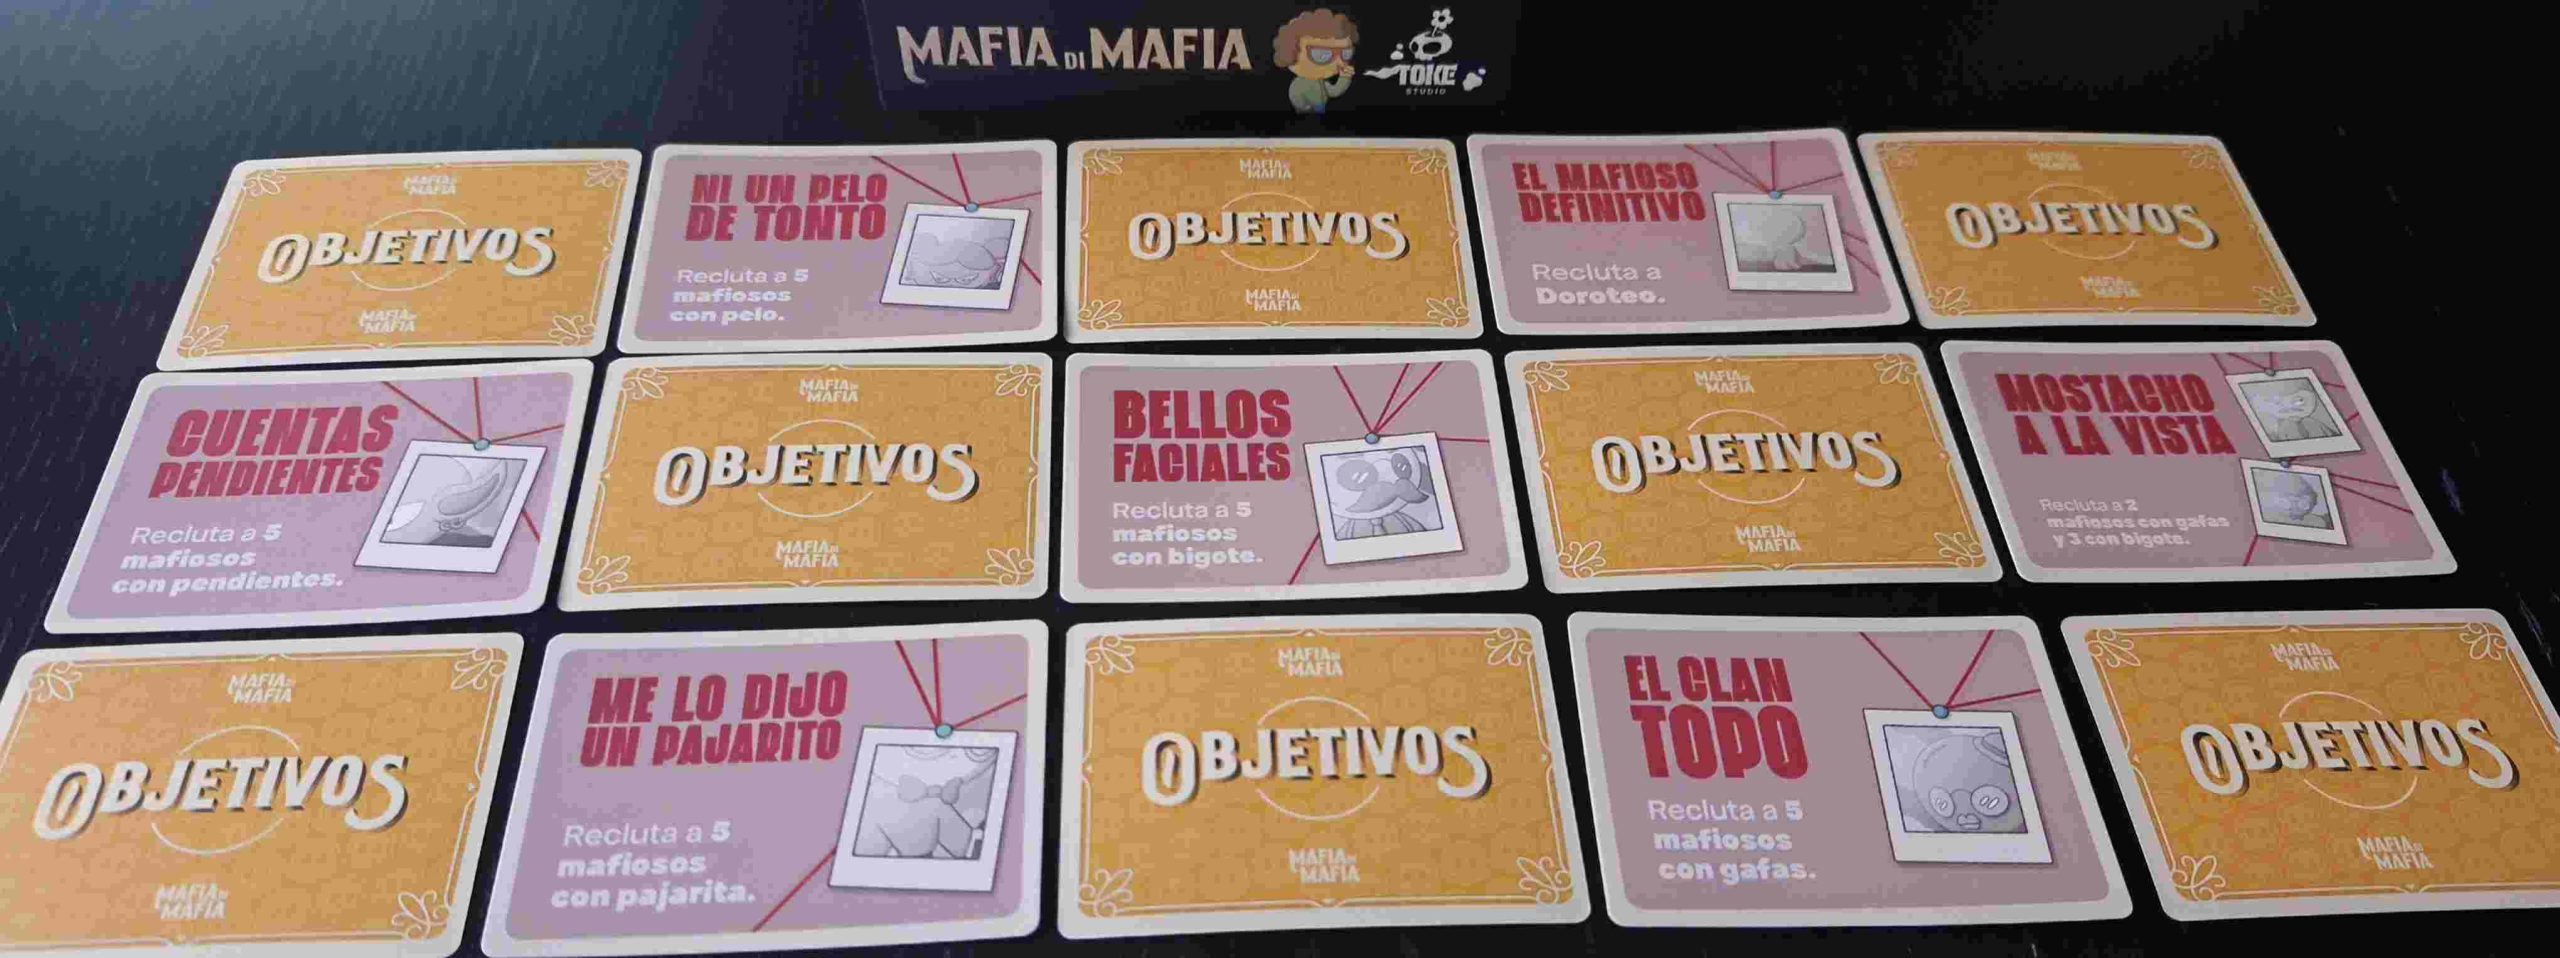 MAFIA DI MAFIA
TOKE
STUDIO
MAFIA DI
MAFIA
OBJETIVOS
MAFIA DI
MAFIA
NI UN PELO
DE TONTO
Recluta a 5
mafiosos
con pelo.
MAFIA DI
MAFIA
OBJETIVOS
MAFIA DI
MAFIA
EL MAFIOSO
DEFINITIVO
Recluta a
Doroteo.
MAFIA DI
MAFIA
OBJETIVOS
MAFIA DI
MAFIA
CUENTAS
PENDIENTES
Recluta a 5
mafiosos
con pendientes.
MAFIA DI
MAFIA
OBJETIVOS
MAFIA DI
MAFIA
BELLOS
FACIALES
Recluta a 5
mafiosos
con bigote.
MAFIA DI
MAFIA
OBJETIVOS
MAFIA DI
MAFIA
MOSTACHO
A LA VISTA
Recluta a 2
mafiosos con gafas
y 3 con bigote.
MAFIA DI
MAFIA
OBJETIVOS
MAFIA DI
MAFIA
ME LO DIJO
UN PAJARITO
Recluta a 5
mafiosos
con pajarita.
MAFIA DI
MAFIA
OBJETIVOS
MAFIA DI
MAFIA
EL CLAN
TOPO
Recluta a 5
mafiosos
con gafas.
MAFIA DI
MAFIA
OBJETIVOS
MAFIA DI
MAFIA